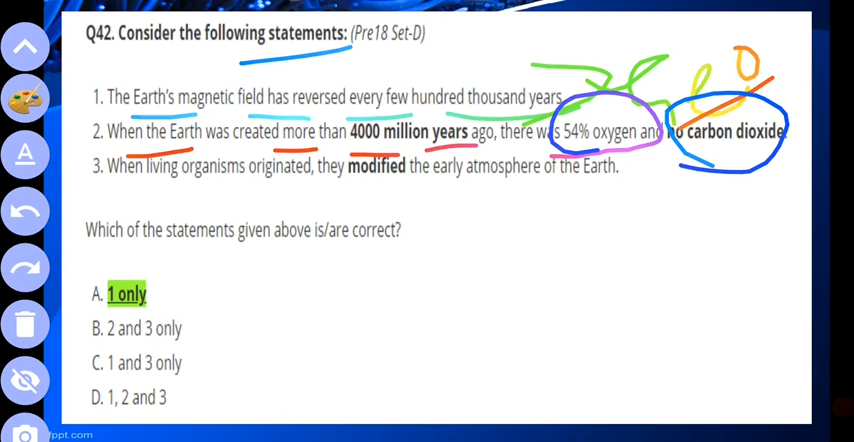 Q42. Consider the following statements: (Pre18 Set-D)
1. The Earth's magnetic field has reversed every few hundred thousand years.
2. When the Earth was created more than 4000 million years ago, there was 54% oxygen and no carbon dioxide.
3. When living organisms originated, they modified the early atmosphere of the Earth.
Which of the statements given above is/are correct?
A. 1 only
B. 2 and 3 only
C. 1 and 3 only
D. 1, 2 and 3
A
fppt.com